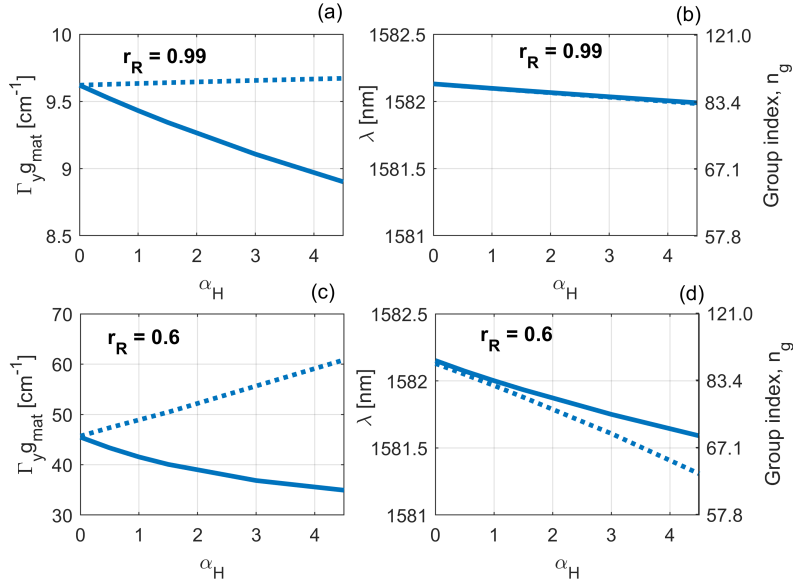 (a)
r_R = 0.99
10
9.5
9
8.5
Γ_y g_mat [cm⁻¹]
0 1 2 3 4
α_H
(b)
r_R = 0.99
1582.5
1582
1581.5
1581
λ [nm]
121.0
83.4
67.1
57.8
Group index, n_g
0 1 2 3 4
α_H
(c)
r_R = 0.6
70
60
50
40
30
Γ_y g_mat [cm⁻¹]
0 1 2 3 4
α_H
(d)
r_R = 0.6
1582.5
1582
1581.5
1581
λ [nm]
121.0
83.4
67.1
57.8
Group index, n_g
0 1 2 3 4
α_H